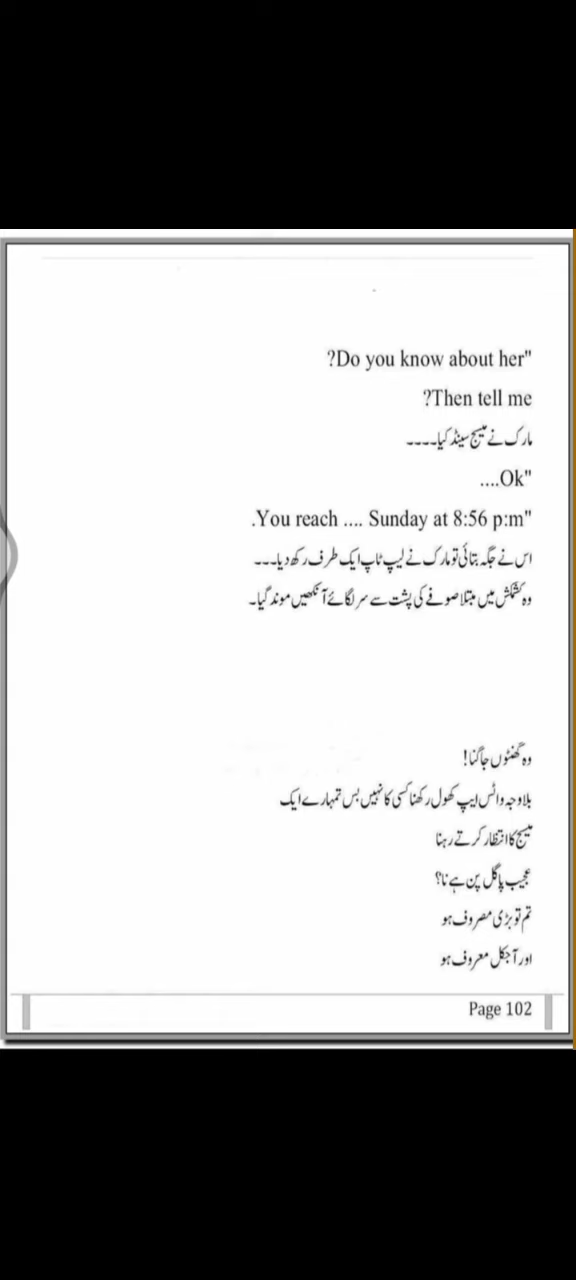 ?Do you know about her"
?Then tell me
مارک نے میسج سینڈ کیا۔۔۔۔
....Ok"
.You reach .... Sunday at 8:56 p:m"
اس نے جگہ بتائی تو مارک نے لیپ ٹاپ ایک طرف رکھ دیا۔۔۔
وہ کشمکش میں مبتلا صوفے کی پشت سے سر لگائے آنکھیں موند گیا۔
وہ گھنٹوں جاگنا!
بلاوجہ واٹس ایپ کھول رکھنا کسی کا نہیں بس تمہارے ایک
میسج کا انتظار کرتے رہنا
عجیب پاگل پن ہے نا؟
تم تو بڑی مصروف ہو
اور آجکل معروف ہو
Page 102